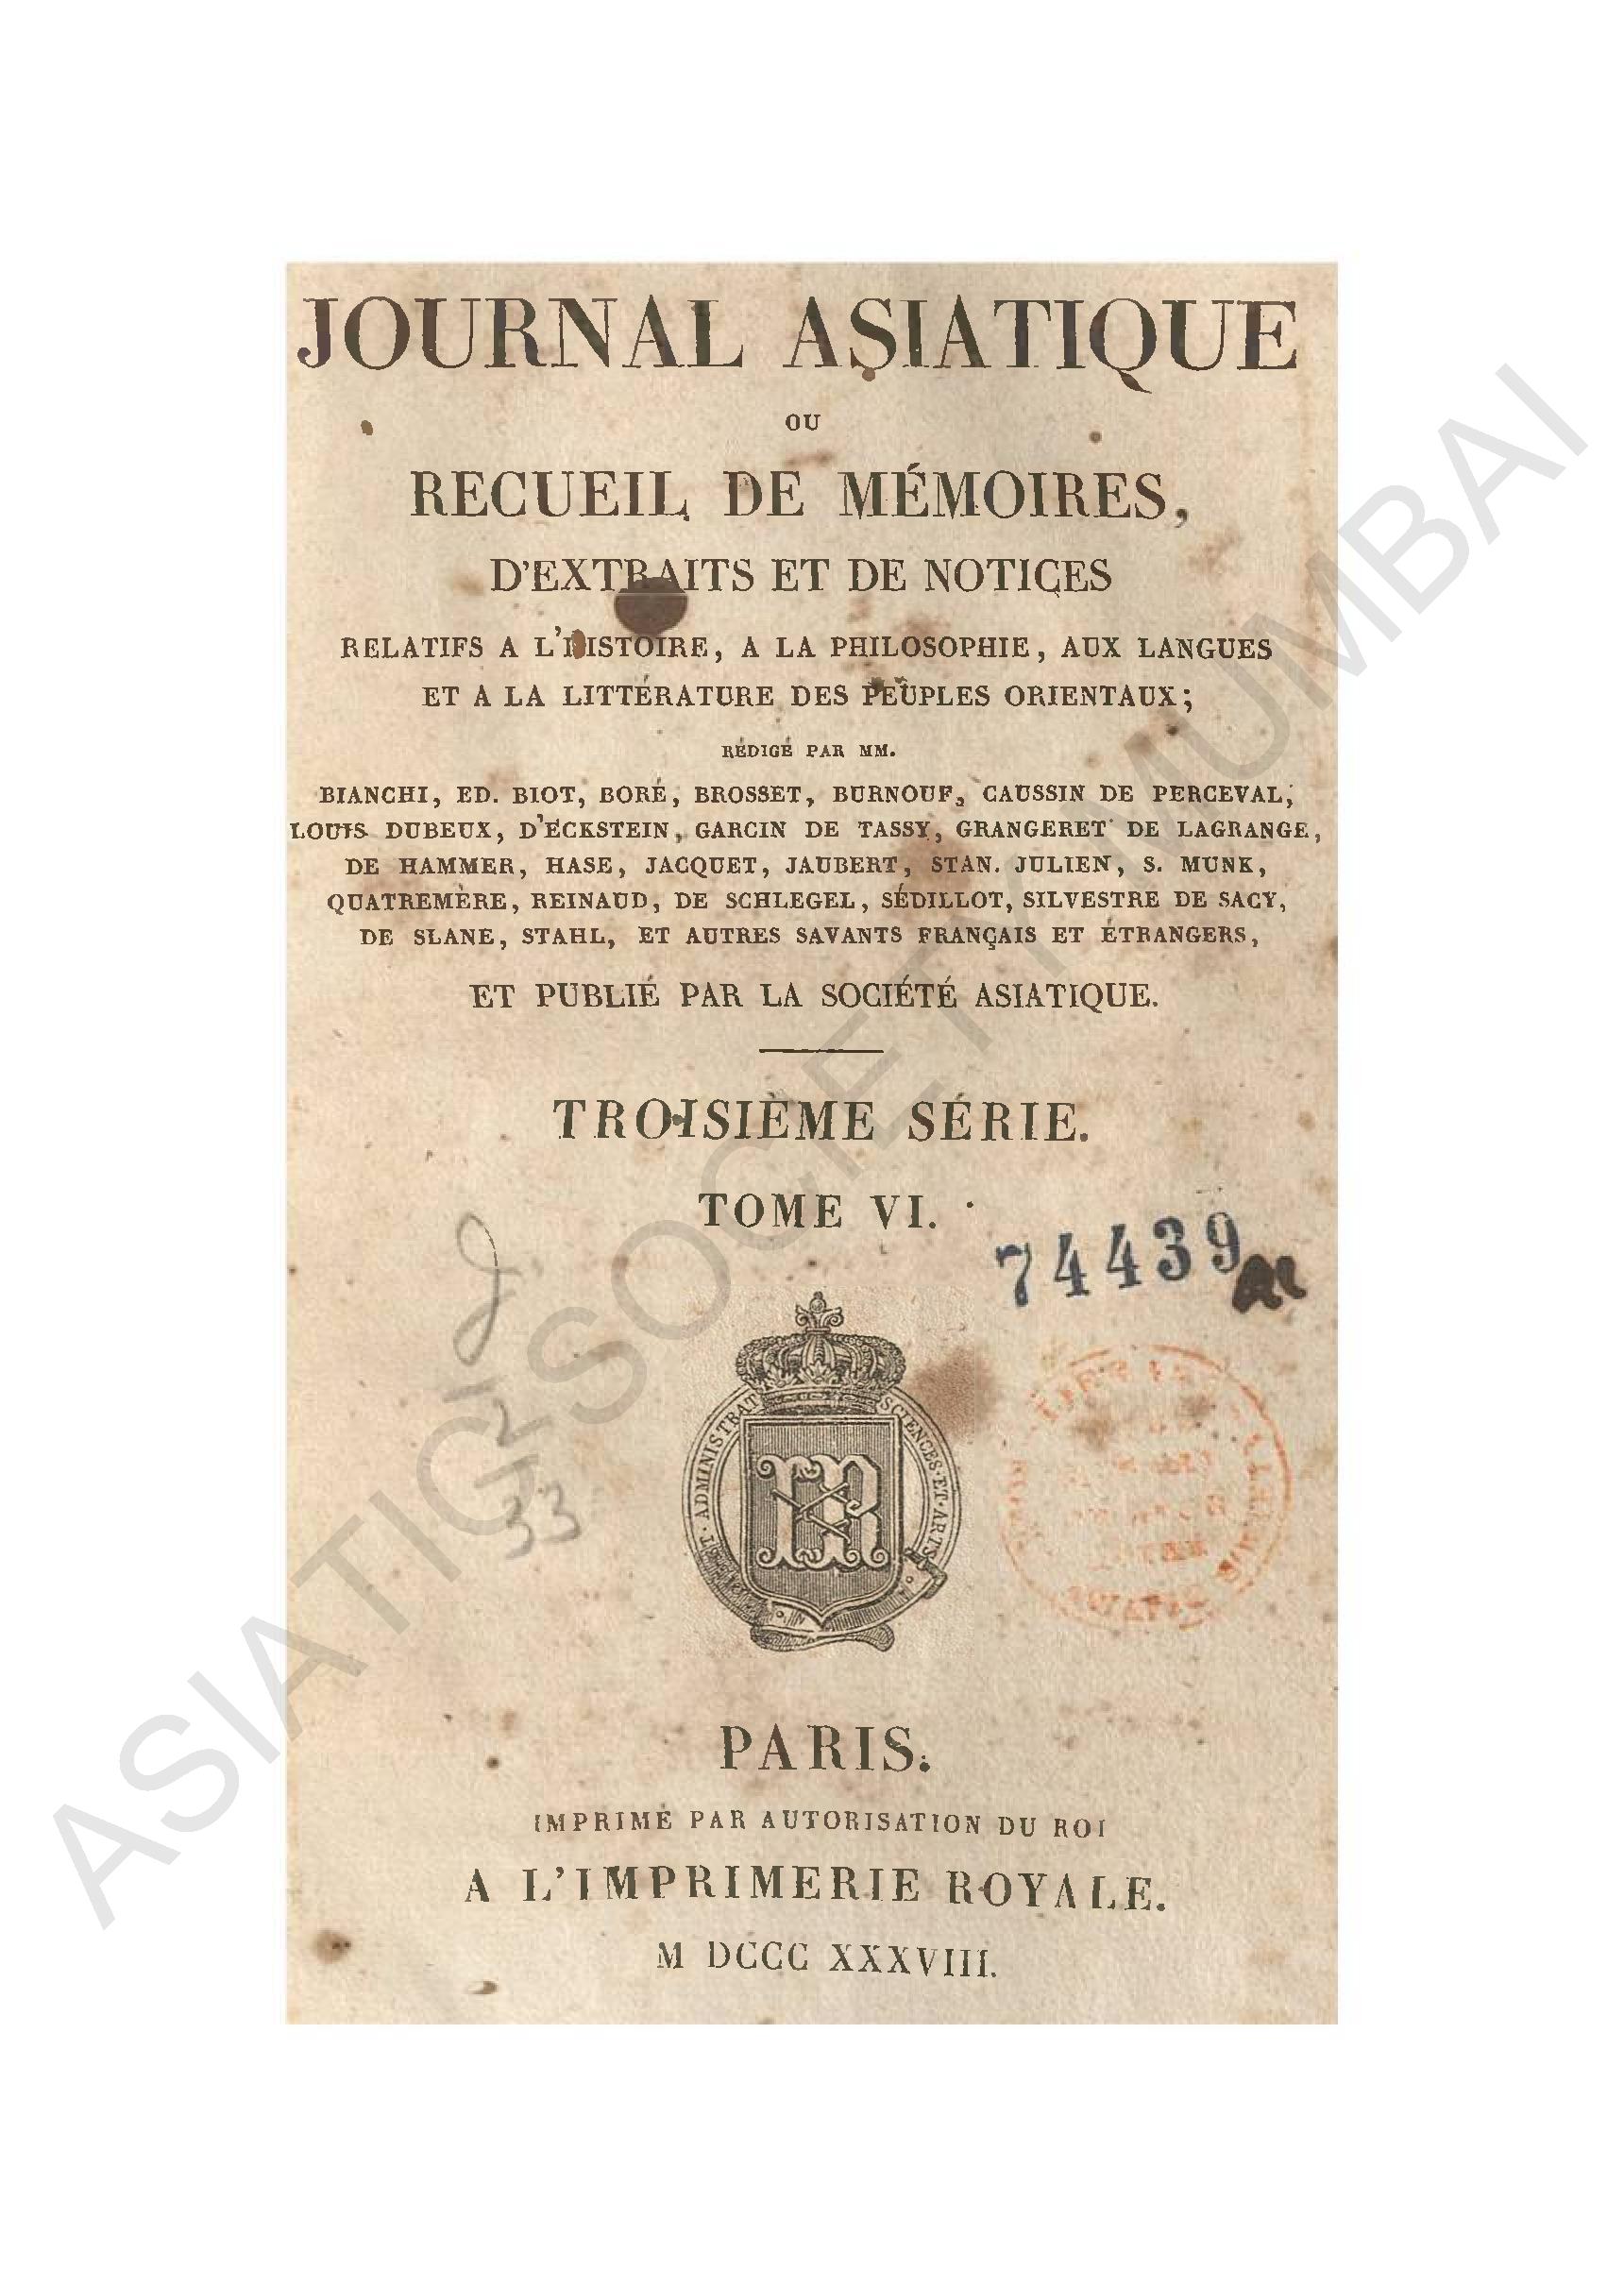 JOURNAL ASIATIQUE
OU
RECUEIL DE MÉMOIRES,
D'EXTRAITS ET DE NOTICES
RELATIFS A L'HISTOIRE, A LA PHILOSOPHIE, AUX LANGUES
ET A LA LITTÉRATURE DES PEUPLES ORIENTAUX;
RÉDIGÉ PAR MM.
BIANCHI, ED. BIOT, BORÉ, BROSSET, BURNOUF, CAUSSIN DE PERCEVAL,
LOUIS DUBEUX, D'ECKSTEIN, GARCIN DE TASSY, GRANGERET DE LAGRANGE,
DE HAMMER, HASE, JACQUET, JAUBERT, STAN. JULIEN, S. MUNK,
QUATREMÈRE, REINAUD, DE SCHLEGEL, SÉDILLOT, SILVESTRE DE SACY,
DE SLANE, STAHL, ET AUTRES SAVANTS FRANÇAIS ET ÉTRANGERS,
ET PUBLIÉ PAR LA SOCIÉTÉ ASIATIQUE.
TROISIÈME SÉRIE.
TOME VI.
74439
2
33
ET · ADMINISTRAT
SCIENCES · ET · ARTS
PARIS.
IMPRIMÉ PAR AUTORISATION DU ROI
A L'IMPRIMERIE ROYALE.
M DCCC XXXVIII.
ASIATIC SOCIETY MUMBAI